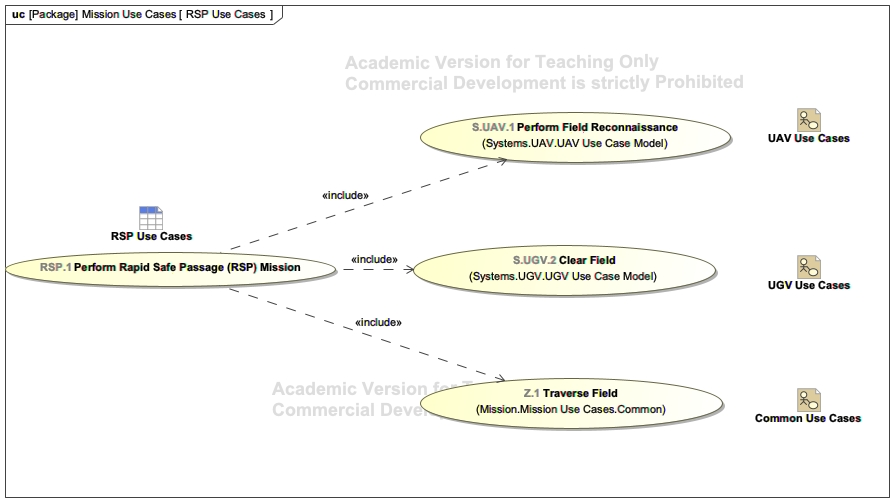 uc [Package] Mission Use Cases [ RSP Use Cases ]
Academic Version for Teaching Only
Commercial Development is strictly Prohibited
S.UAV.1 Perform Field Reconnaissance
(Systems.UAV.UAV Use Case Model)
UAV Use Cases
«include»
RSP Use Cases
RSP.1 Perform Rapid Safe Passage (RSP) Mission
«include»
S.UGV.2 Clear Field
(Systems.UGV.UGV Use Case Model)
UGV Use Cases
«include»
Academic Version for
Commercial
Z.1 Traverse Field
(Mission.Mission Use Cases.Common)
Common Use Cases